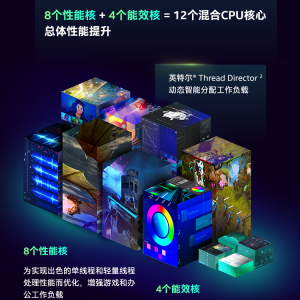 8个性能核 + 4个能效核 = 12个混合CPU核心
总体性能提升
英特尔® Thread Director ²
动态智能分配工作负载
8个性能核
为实现出色的单线程和轻量线程
处理性能而优化，增强游戏和办
公工作负载
4个能效核